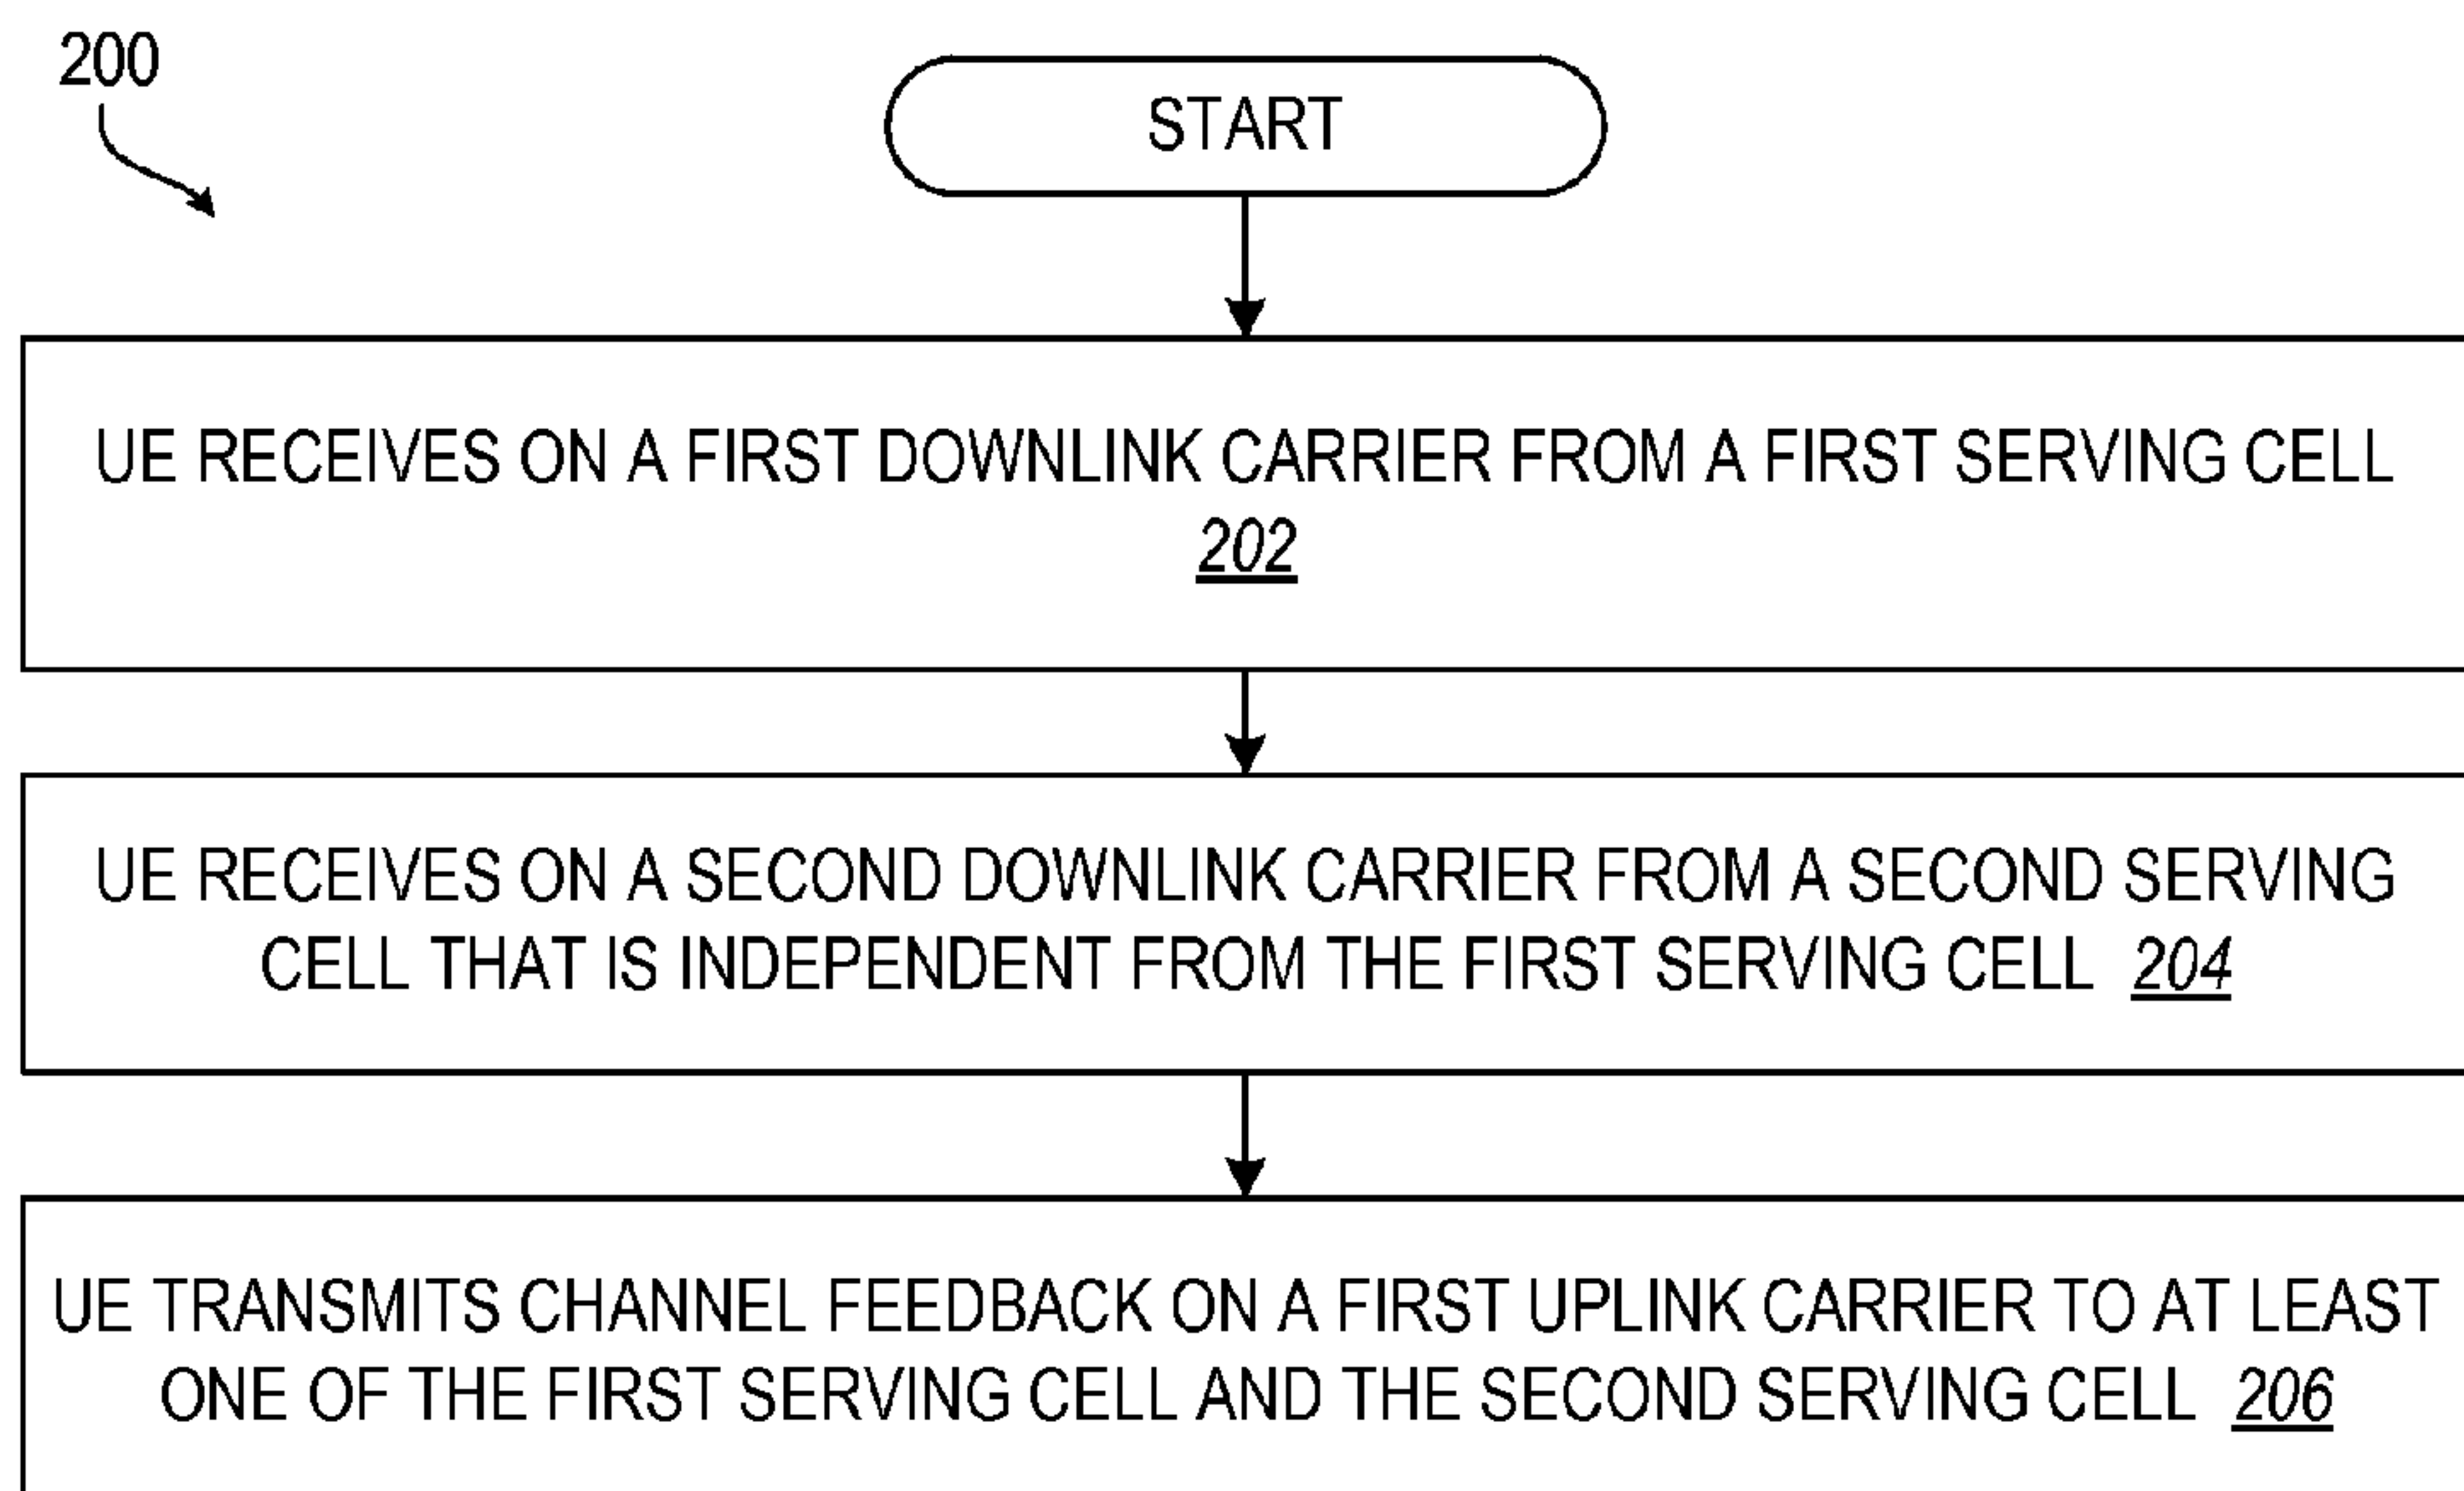 200
START
UE RECEIVES ON A FIRST DOWNLINK CARRIER FROM A FIRST SERVING CELL
202
UE RECEIVES ON A SECOND DOWNLINK CARRIER FROM A SECOND SERVING
CELL THAT IS INDEPENDENT FROM THE FIRST SERVING CELL 204
UE TRANSMITS CHANNEL FEEDBACK ON A FIRST UPLINK CARRIER TO AT LEAST
ONE OF THE FIRST SERVING CELL AND THE SECOND SERVING CELL 206